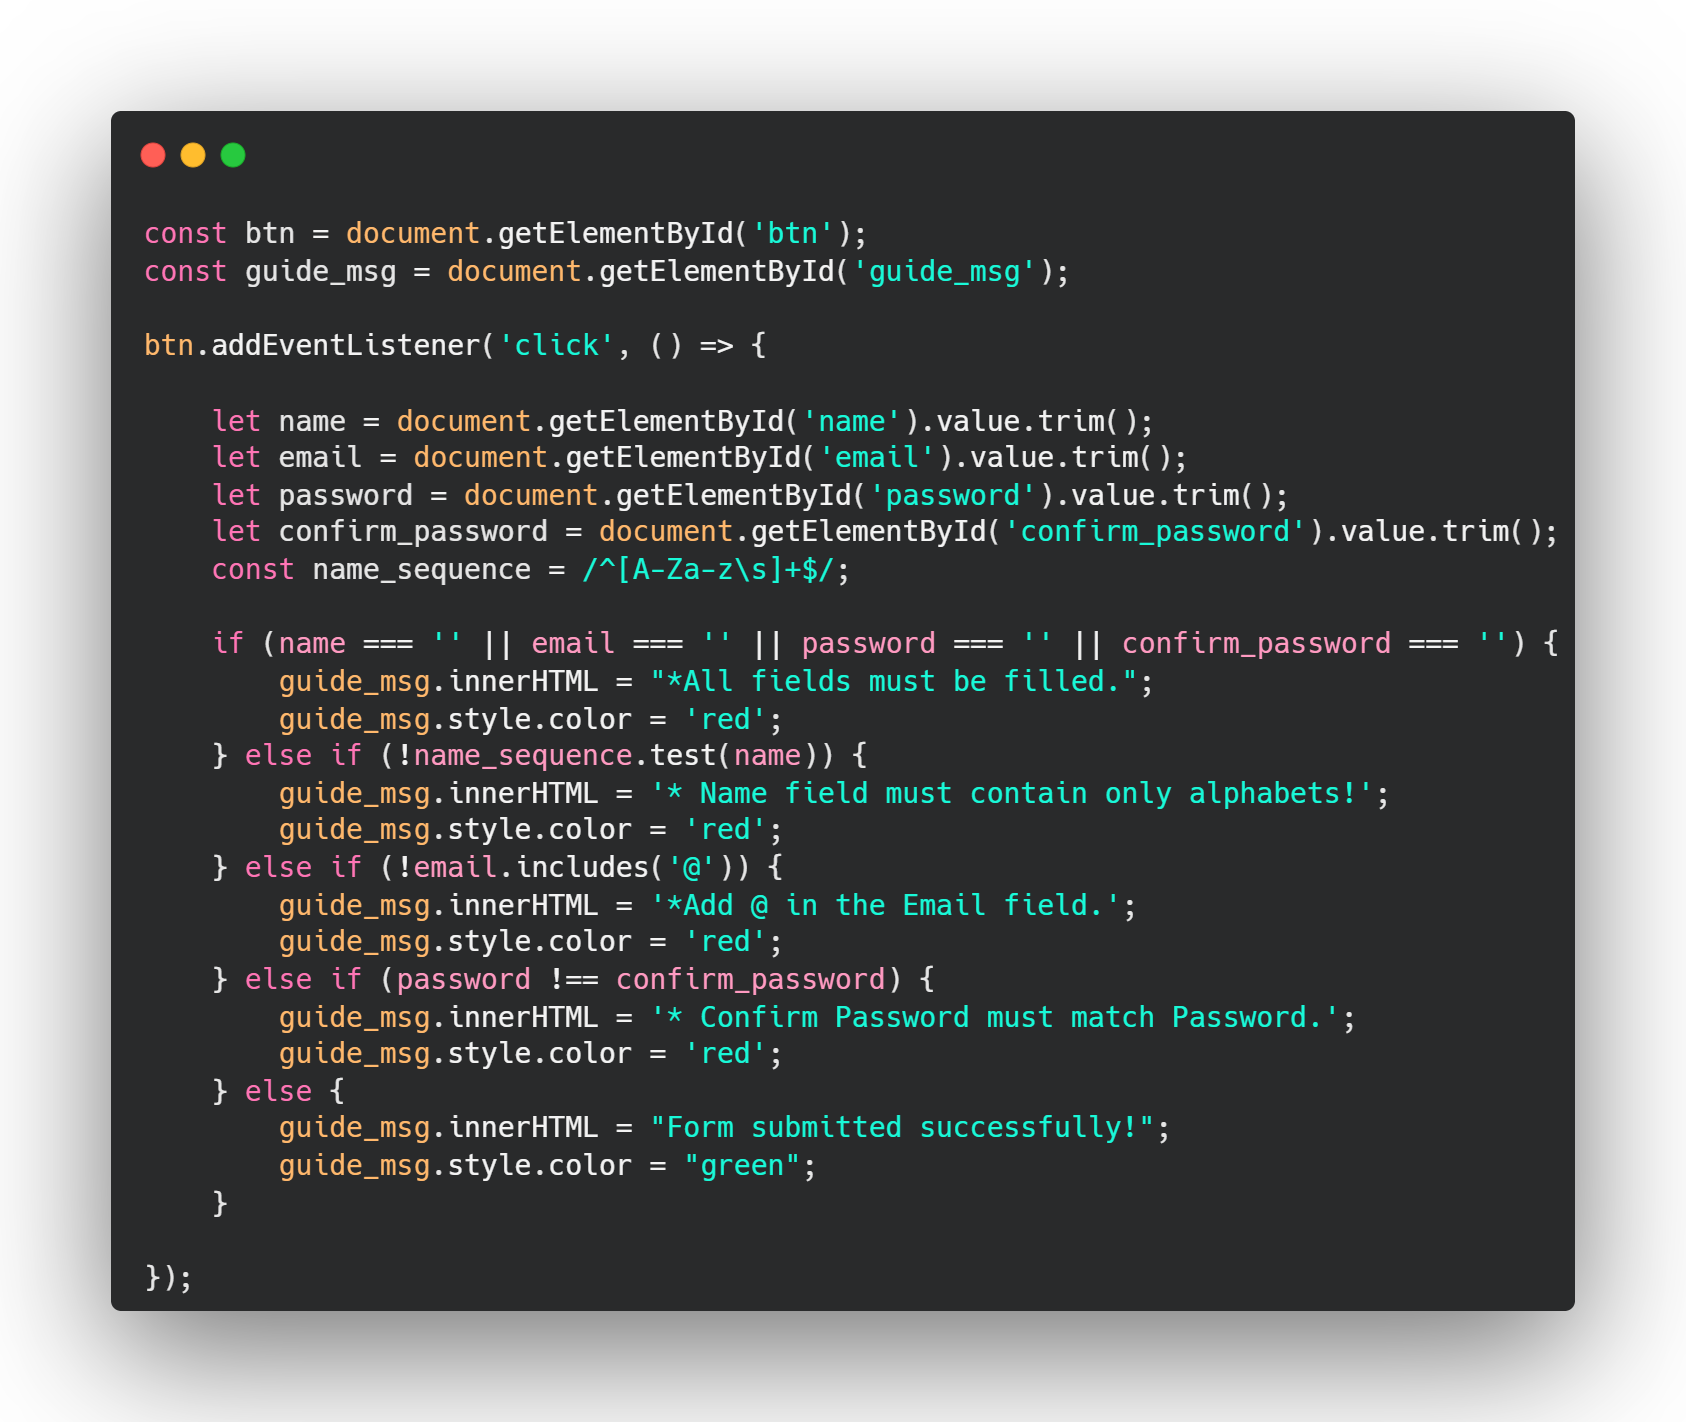 const btn = document.getElementById('btn');
const guide_msg = document.getElementById('guide_msg');

btn.addEventListener('click', () => {

    let name = document.getElementById('name').value.trim();
    let email = document.getElementById('email').value.trim();
    let password = document.getElementById('password').value.trim();
    let confirm_password = document.getElementById('confirm_password').value.trim();
    const name_sequence = /^[A-Za-z\s]+$/;

    if (name === '' || email === '' || password === '' || confirm_password === '') {
        guide_msg.innerHTML = "*All fields must be filled.";
        guide_msg.style.color = 'red';
    } else if (!name_sequence.test(name)) {
        guide_msg.innerHTML = '* Name field must contain only alphabets!';
        guide_msg.style.color = 'red';
    } else if (!email.includes('@')) {
        guide_msg.innerHTML = '*Add @ in the Email field.';
        guide_msg.style.color = 'red';
    } else if (password !== confirm_password) {
        guide_msg.innerHTML = '* Confirm Password must match Password.';
        guide_msg.style.color = 'red';
    } else {
        guide_msg.innerHTML = "Form submitted successfully!";
        guide_msg.style.color = "green";
    }

});